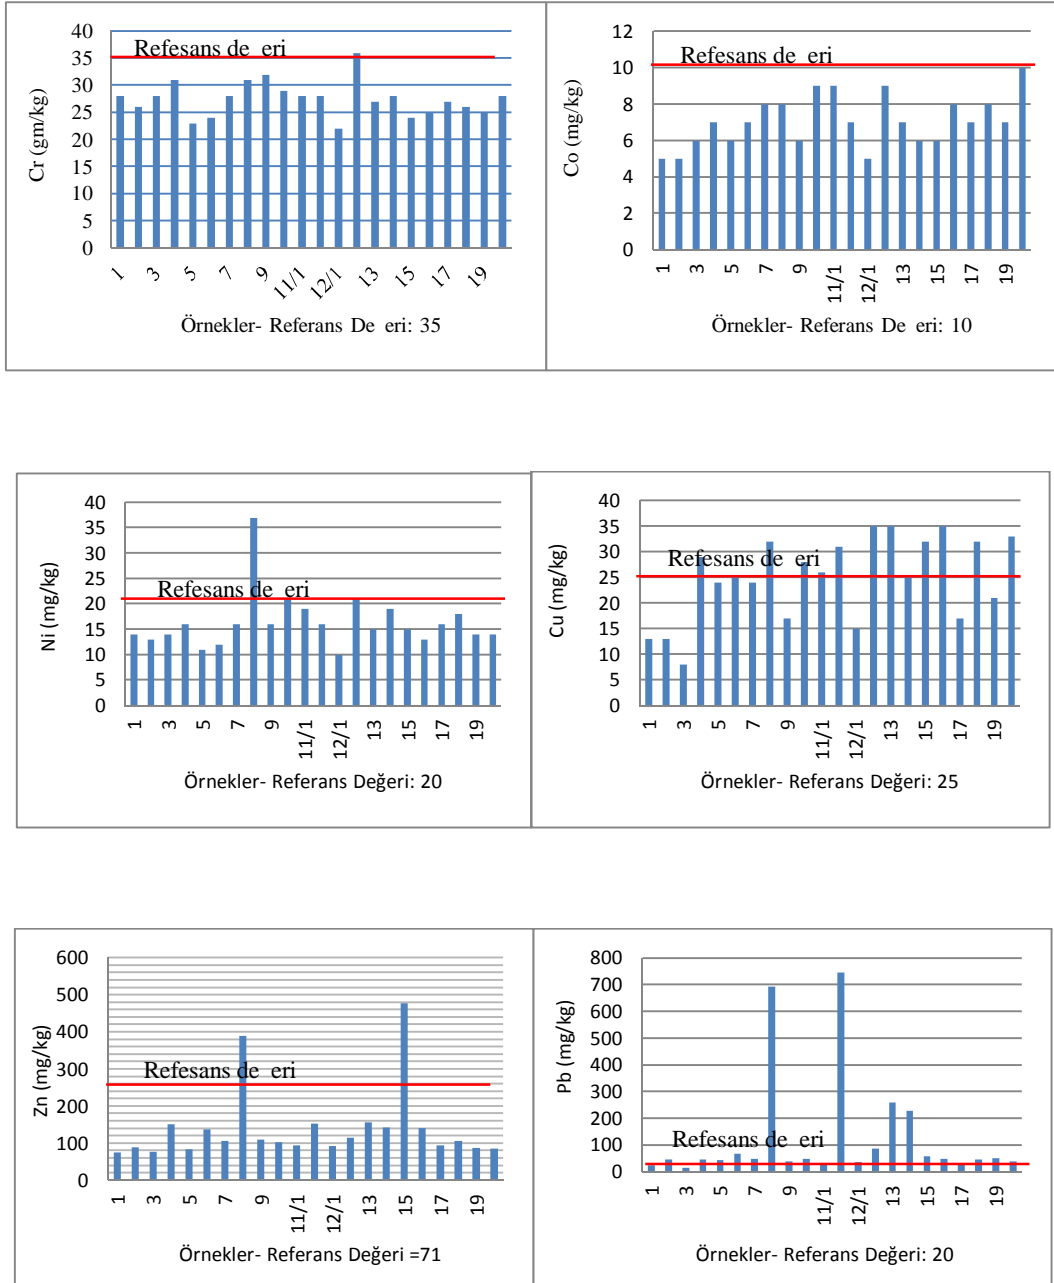 40
35
30
25
20
15
10
5
0
Cr (gm/kg)
Refesans de eri
1 3 5 7 9 11/1 12/1 13 15 17 19
Örnekler- Referans De eri: 35
12
10
8
6
4
2
0
Co (mg/kg)
Refesans de eri
1 3 5 7 9 11/1 12/1 13 15 17 19
Örnekler- Referans De eri: 10
40
35
30
25
20
15
10
5
0
Ni (mg/kg)
Refesans de eri
1 3 5 7 9 11/1 12/1 13 15 17 19
Örnekler- Referans Değeri: 20
40
35
30
25
20
15
10
5
0
Cu (mg/kg)
Refesans de eri
1 3 5 7 9 11/1 12/1 13 15 17 19
Örnekler- Referans Değeri: 25
600
500
400
300
200
100
0
Zn (mg/kg)
Refesans de eri
1 3 5 7 9 11/1 12/1 13 15 17 19
Örnekler- Referans Değeri =71
800
700
600
500
400
300
200
100
0
Pb (mg/kg)
Refesans de eri
1 3 5 7 9 11/1 12/1 13 15 17 19
Örnekler- Referans Değeri: 20